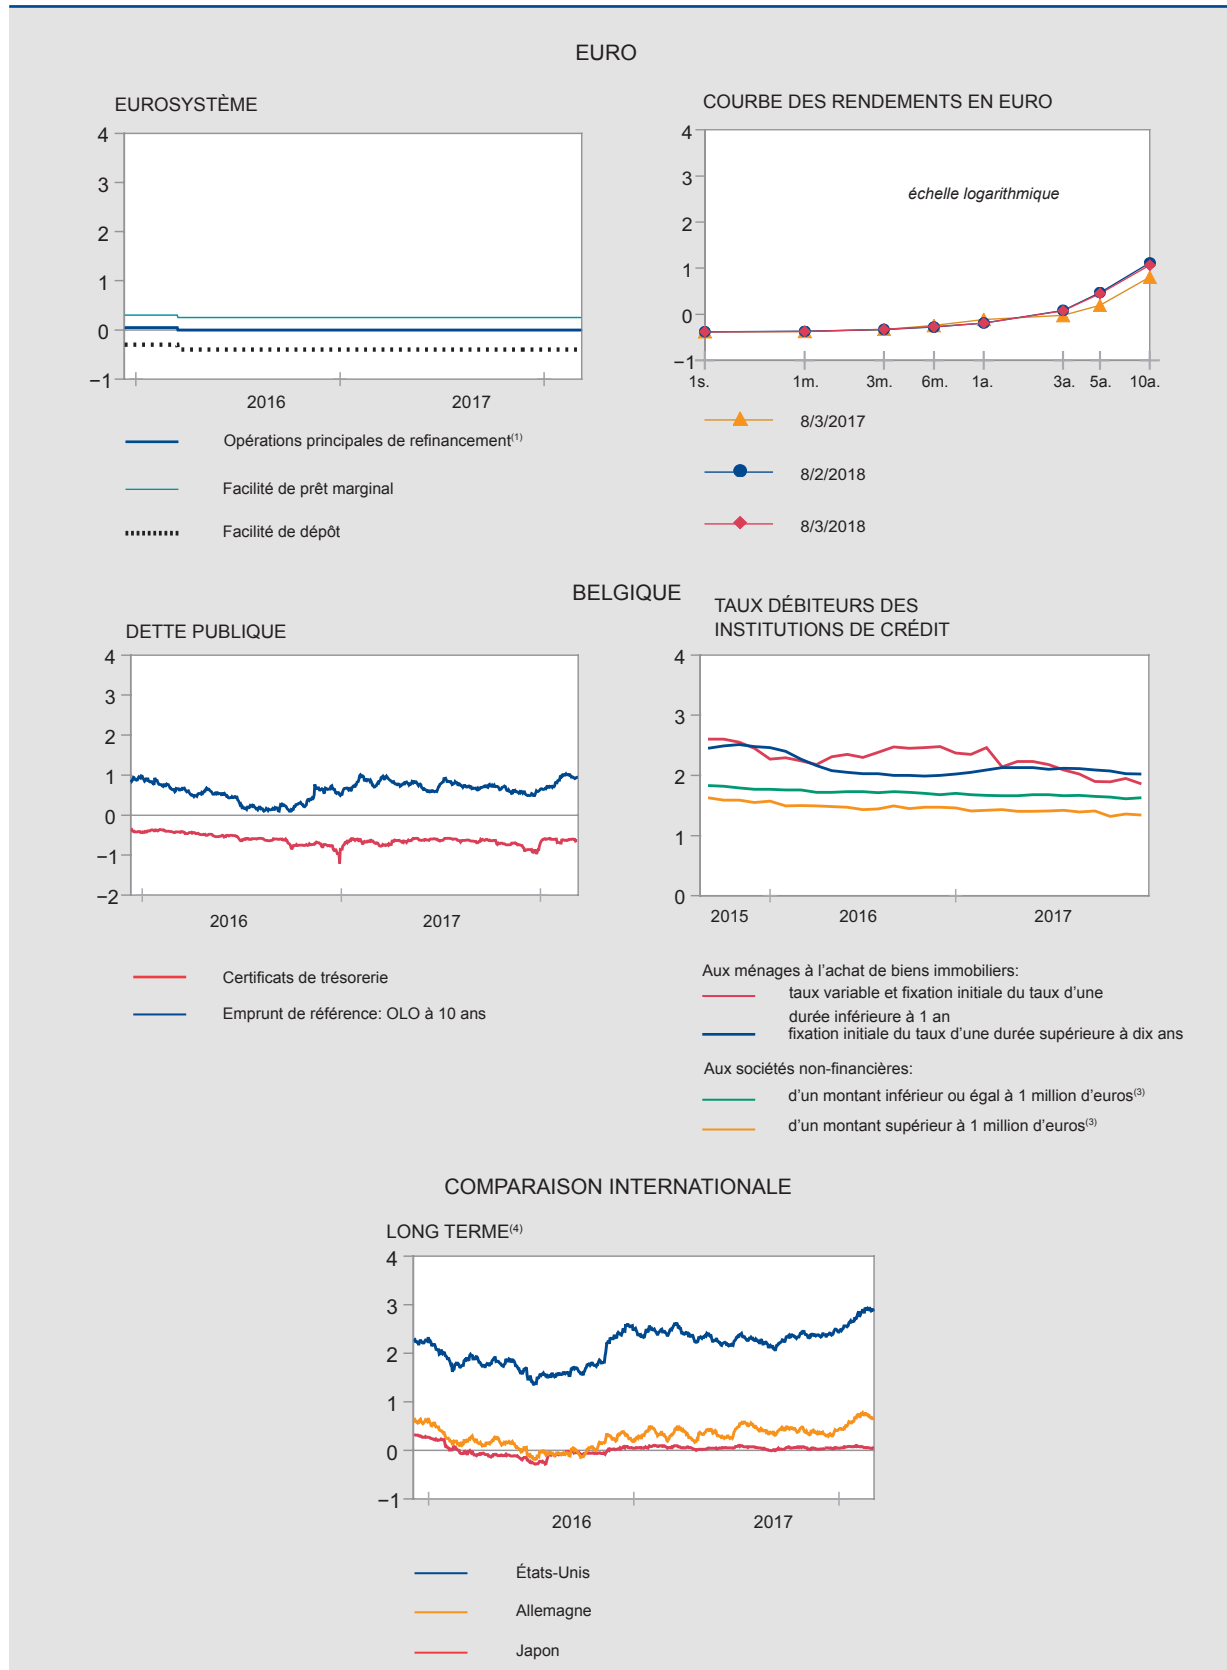 EURO
EUROSYSTÈME
4
3
2
1
0
−1
2016
2017
Opérations principales de refinancement(1)
Facilité de prêt marginal
Facilité de dépôt
COURBE DES RENDEMENTS EN EURO
4
3
2
1
0
−1
échelle logarithmique
1s.
1m.
3m.
6m.
1a.
3a.
5a.
10a.
8/3/2017
8/2/2018
8/3/2018
BELGIQUE
DETTE PUBLIQUE
4
3
2
1
0
−1
−2
2016
2017
Certificats de trésorerie
Emprunt de référence: OLO à 10 ans
TAUX DÉBITEURS DES
INSTITUTIONS DE CRÉDIT
4
3
2
1
0
2015
2016
2017
Aux ménages à l'achat de biens immobiliers:
taux variable et fixation initiale du taux d'une
durée inférieure à 1 an
fixation initiale du taux d'une durée supérieure à dix ans
Aux sociétés non-financières:
d'un montant inférieur ou égal à 1 million d'euros(3)
d'un montant supérieur à 1 million d'euros(3)
COMPARAISON INTERNATIONALE
LONG TERME(4)
4
3
2
1
0
−1
2016
2017
États-Unis
Allemagne
Japon